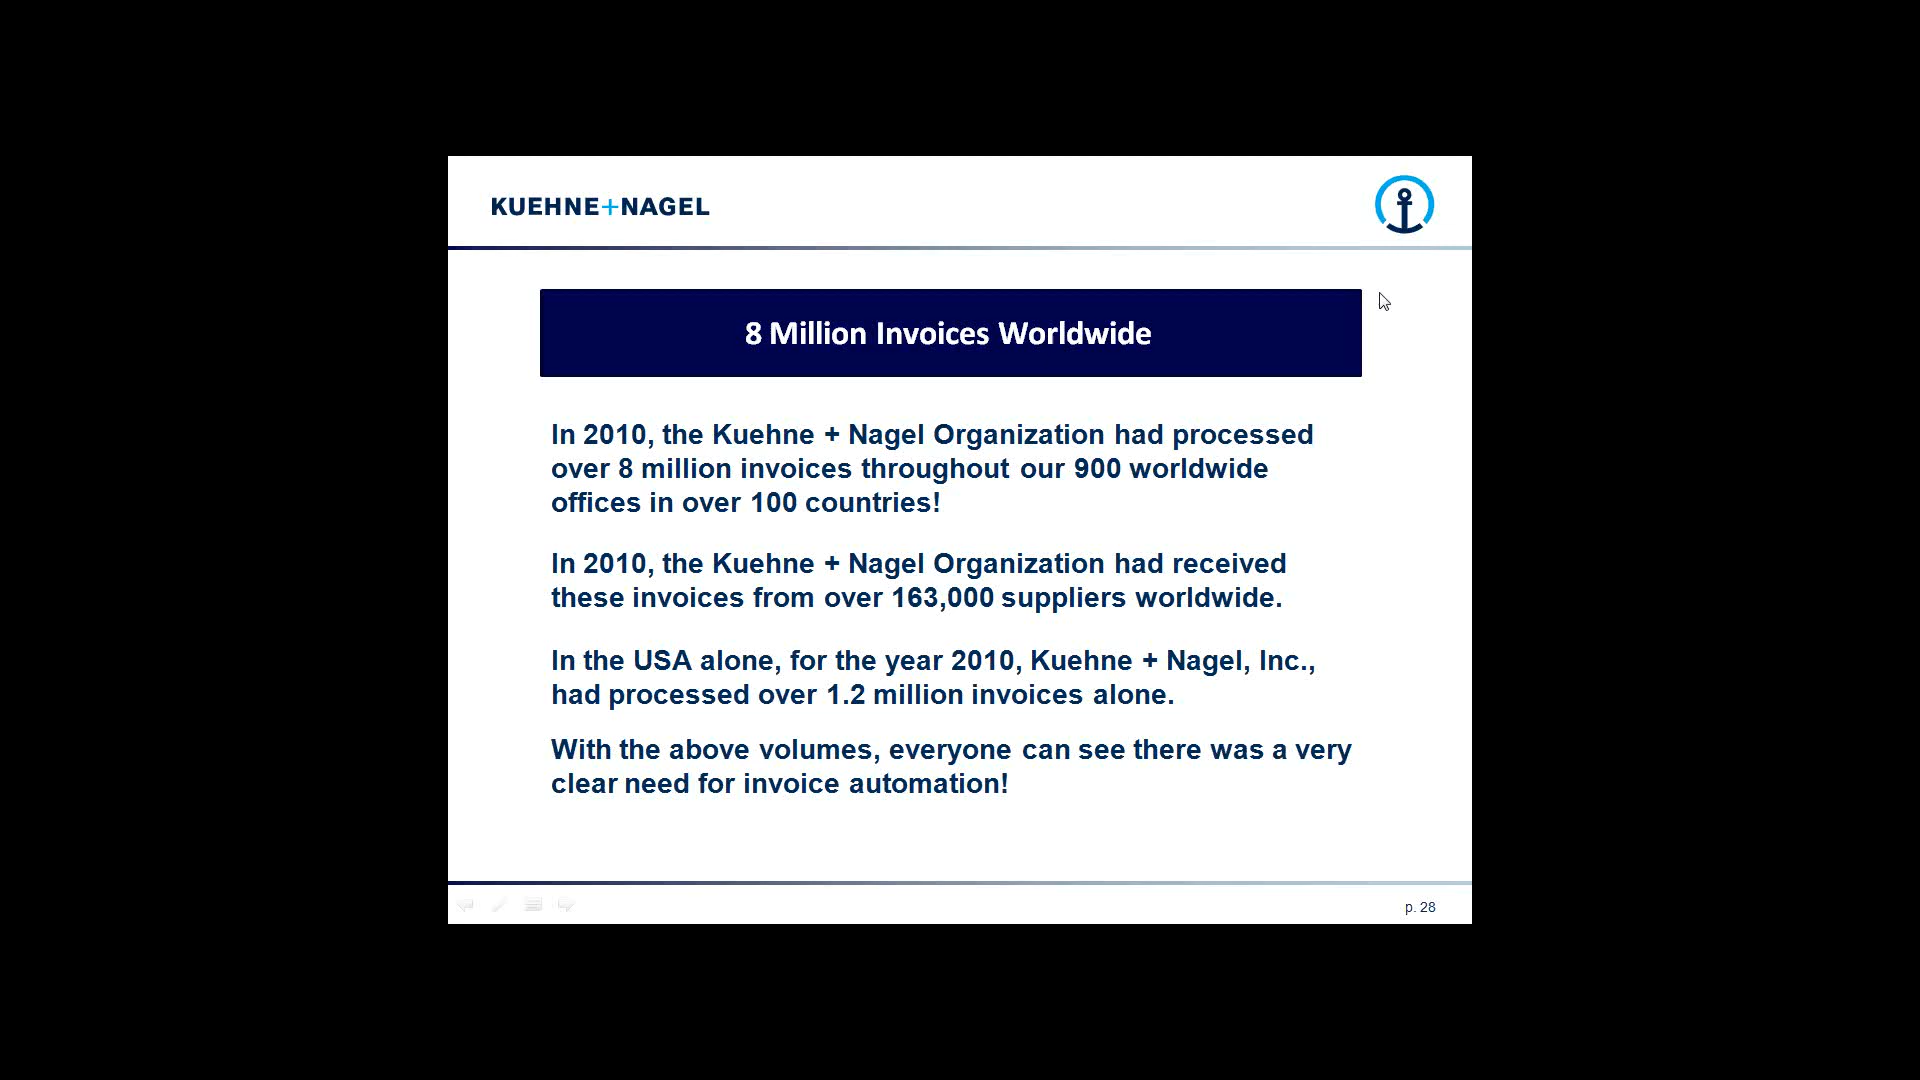 KUEHNE+NAGEL
8 Million Invoices Worldwide
In 2010, the Kuehne + Nagel Organization had processed
over 8 million invoices throughout our 900 worldwide
offices in over 100 countries!
In 2010, the Kuehne + Nagel Organization had received
these invoices from over 163,000 suppliers worldwide.
In the USA alone, for the year 2010, Kuehne + Nagel, Inc.,
had processed over 1.2 million invoices alone.
With the above volumes, everyone can see there was a very
clear need for invoice automation!
p. 28